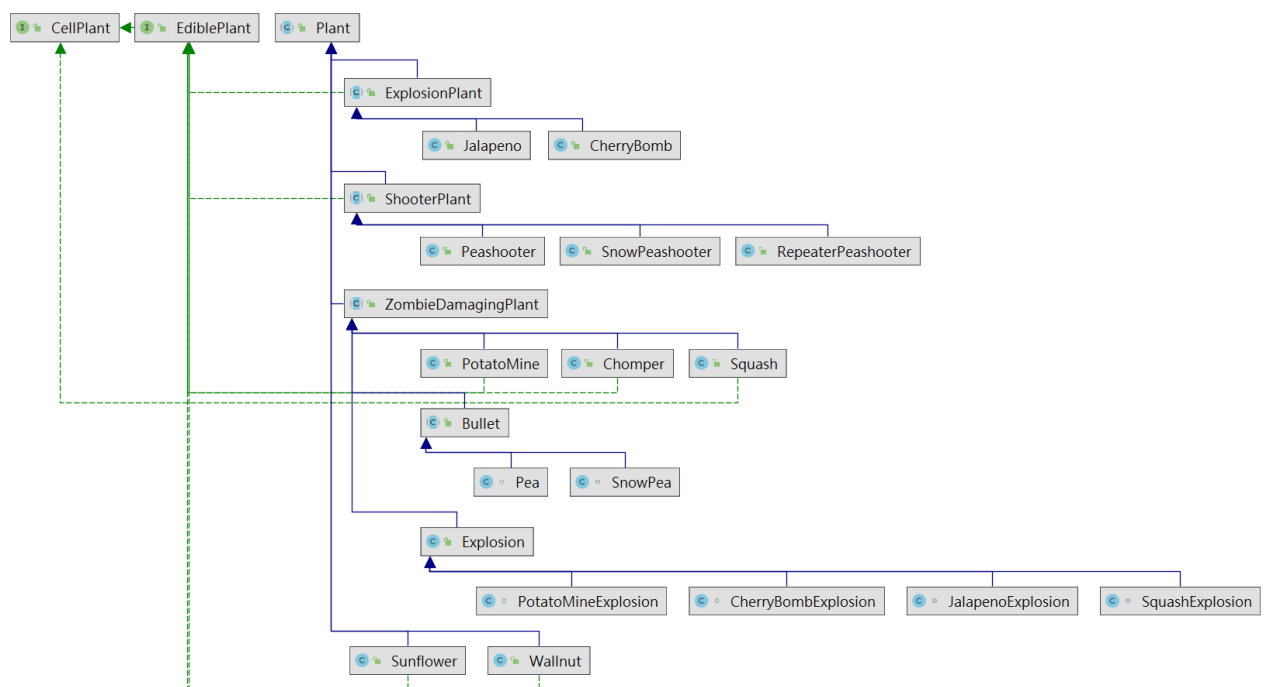 CellPlant EdiblePlant Plant
ExplosionPlant
Jalapeno CherryBomb
ShooterPlant
Peashooter SnowPeashooter RepeaterPeashooter
ZombieDamagingPlant
PotatoMine Chomper Squash
Bullet
Pea SnowPea
Explosion
PotatoMineExplosion CherryBombExplosion JalapenoExplosion SquashExplosion
Sunflower Wallnut